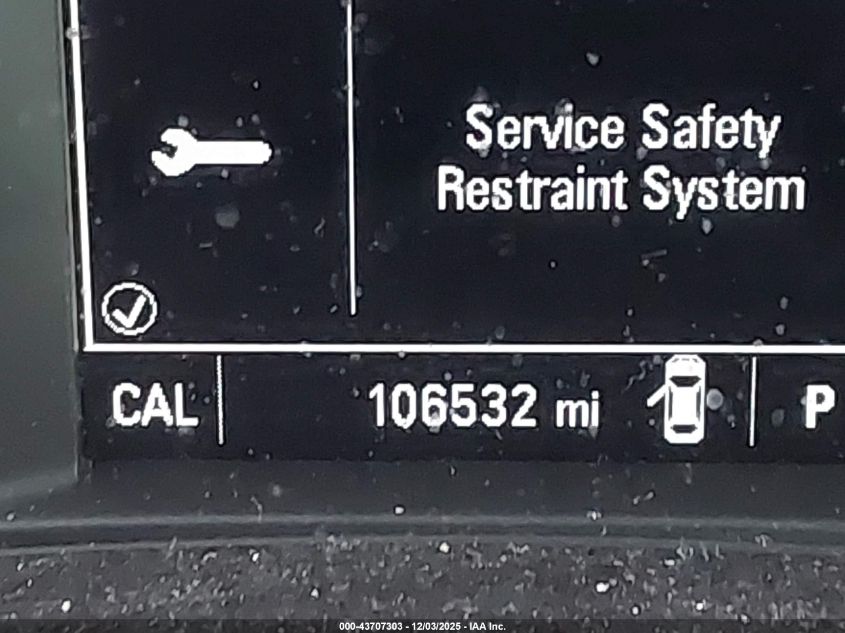 Service Safety
Restraint System
CAL
106532 mi
P
000-43707303 - 12/03/2025 - IAA Inc.